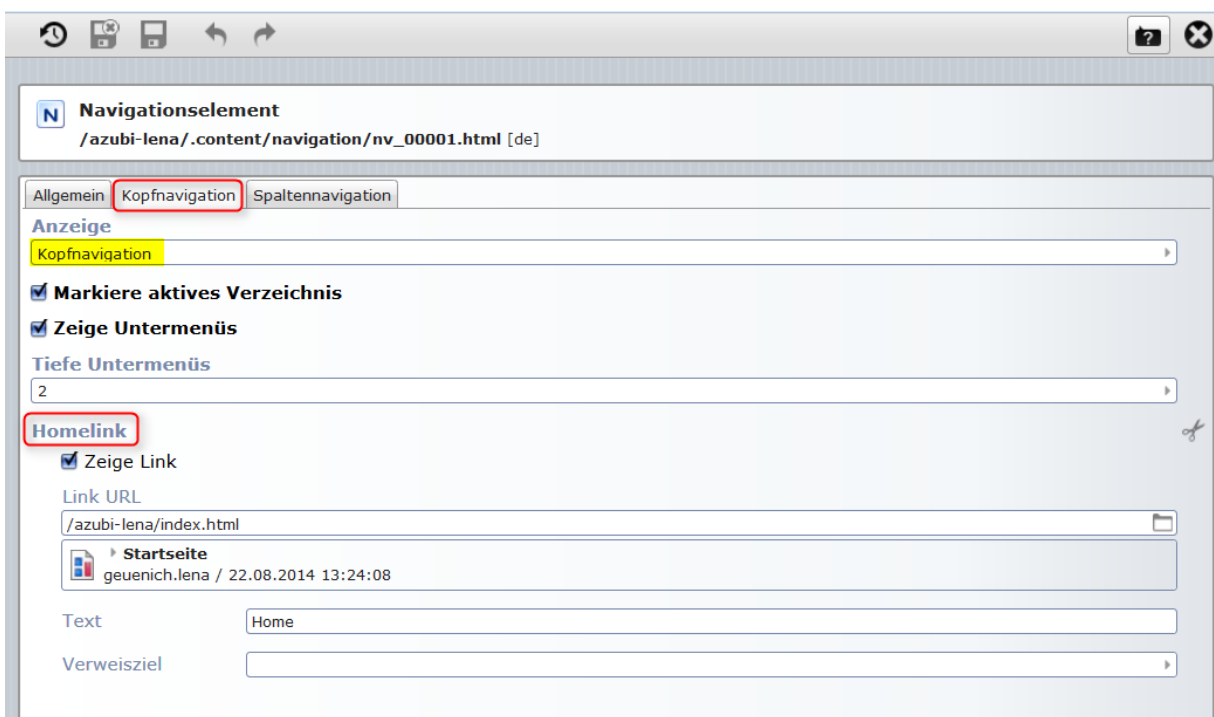 Navigationselement
/azubi-lena/.content/navigation/nv_00001.html [de]
Allgemein Kopfnavigation Spaltennavigation
Anzeige
Kopfnavigation
Markiere aktives Verzeichnis
Zeige Untermenüs
Tiefe Untermenüs
2
Homelink
Zeige Link
Link URL
/azubi-lena/index.html
Startseite
geuenich.lena / 22.08.2014 13:24:08
Text Home
Verweisziel